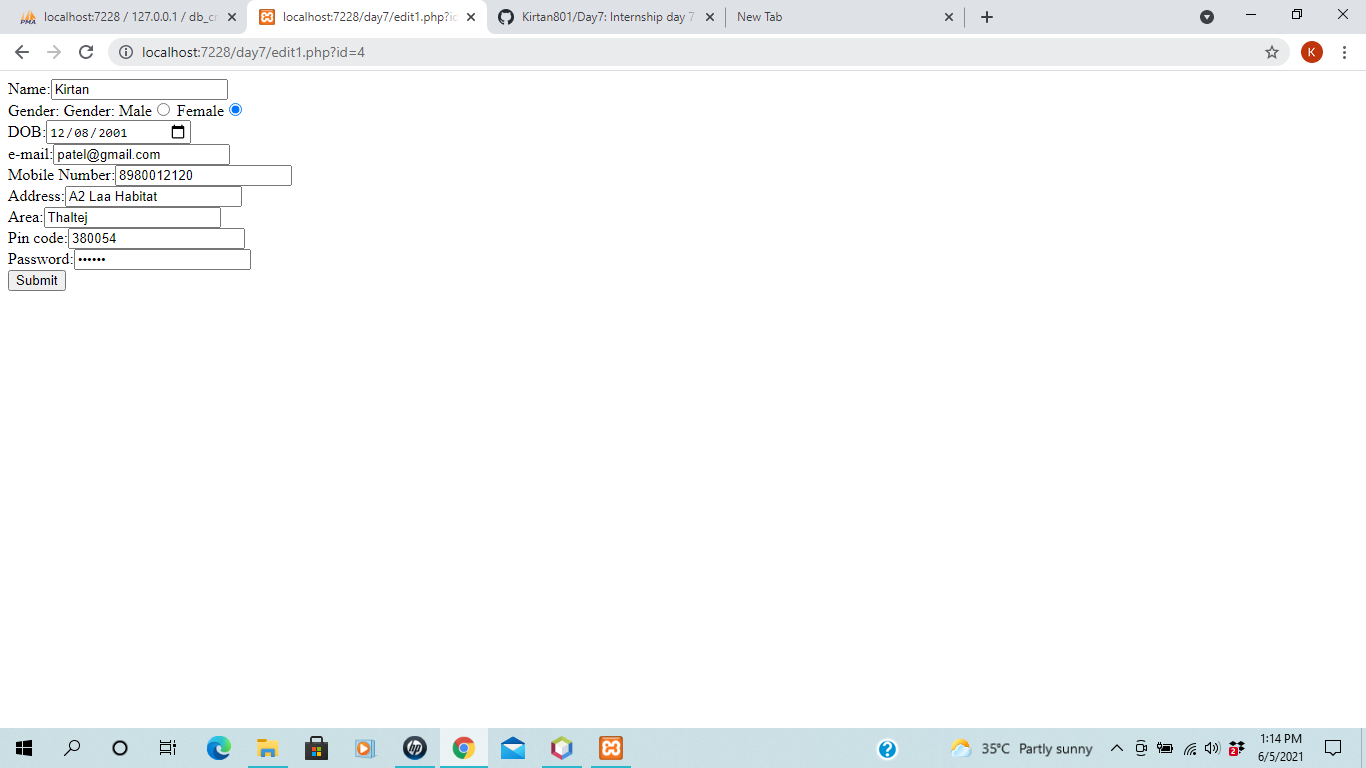 localhost:7228 / 127.0.0.1 / db_cr
localhost:7228/day7/edit1.php?id
Kirtan801/Day7: Internship day 7
New Tab
localhost:7228/day7/edit1.php?id=4
K
Name: Kirtan
Gender: Gender: Male Female
DOB: 12/08/2001
e-mail: patel@gmail.com
Mobile Number: 8980012120
Address: A2 Laa Habitat
Area: Thaltej
Pin code: 380054
Password: ••••••
Submit
35°C Partly sunny
2
1:14 PM
6/5/2021